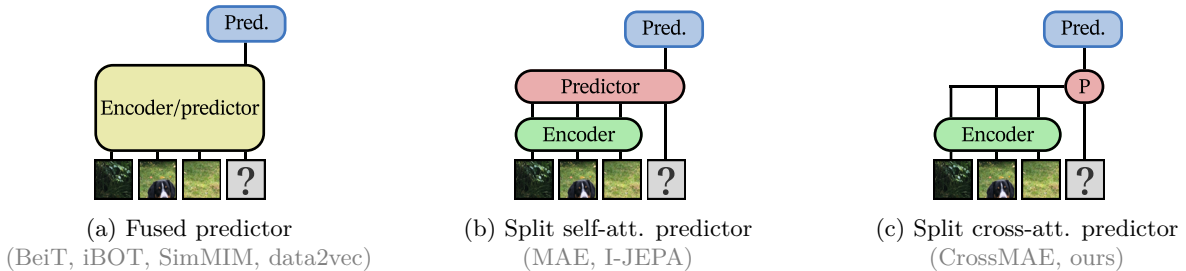 Pred.
Encoder/predictor
?
(a) Fused predictor
(BeiT, iBOT, SimMIM, data2vec)
Pred.
Predictor
Encoder
?
(b) Split self-att. predictor
(MAE, I-JEPA)
Pred.
P
Encoder
?
(c) Split cross-att. predictor
(CrossMAE, ours)